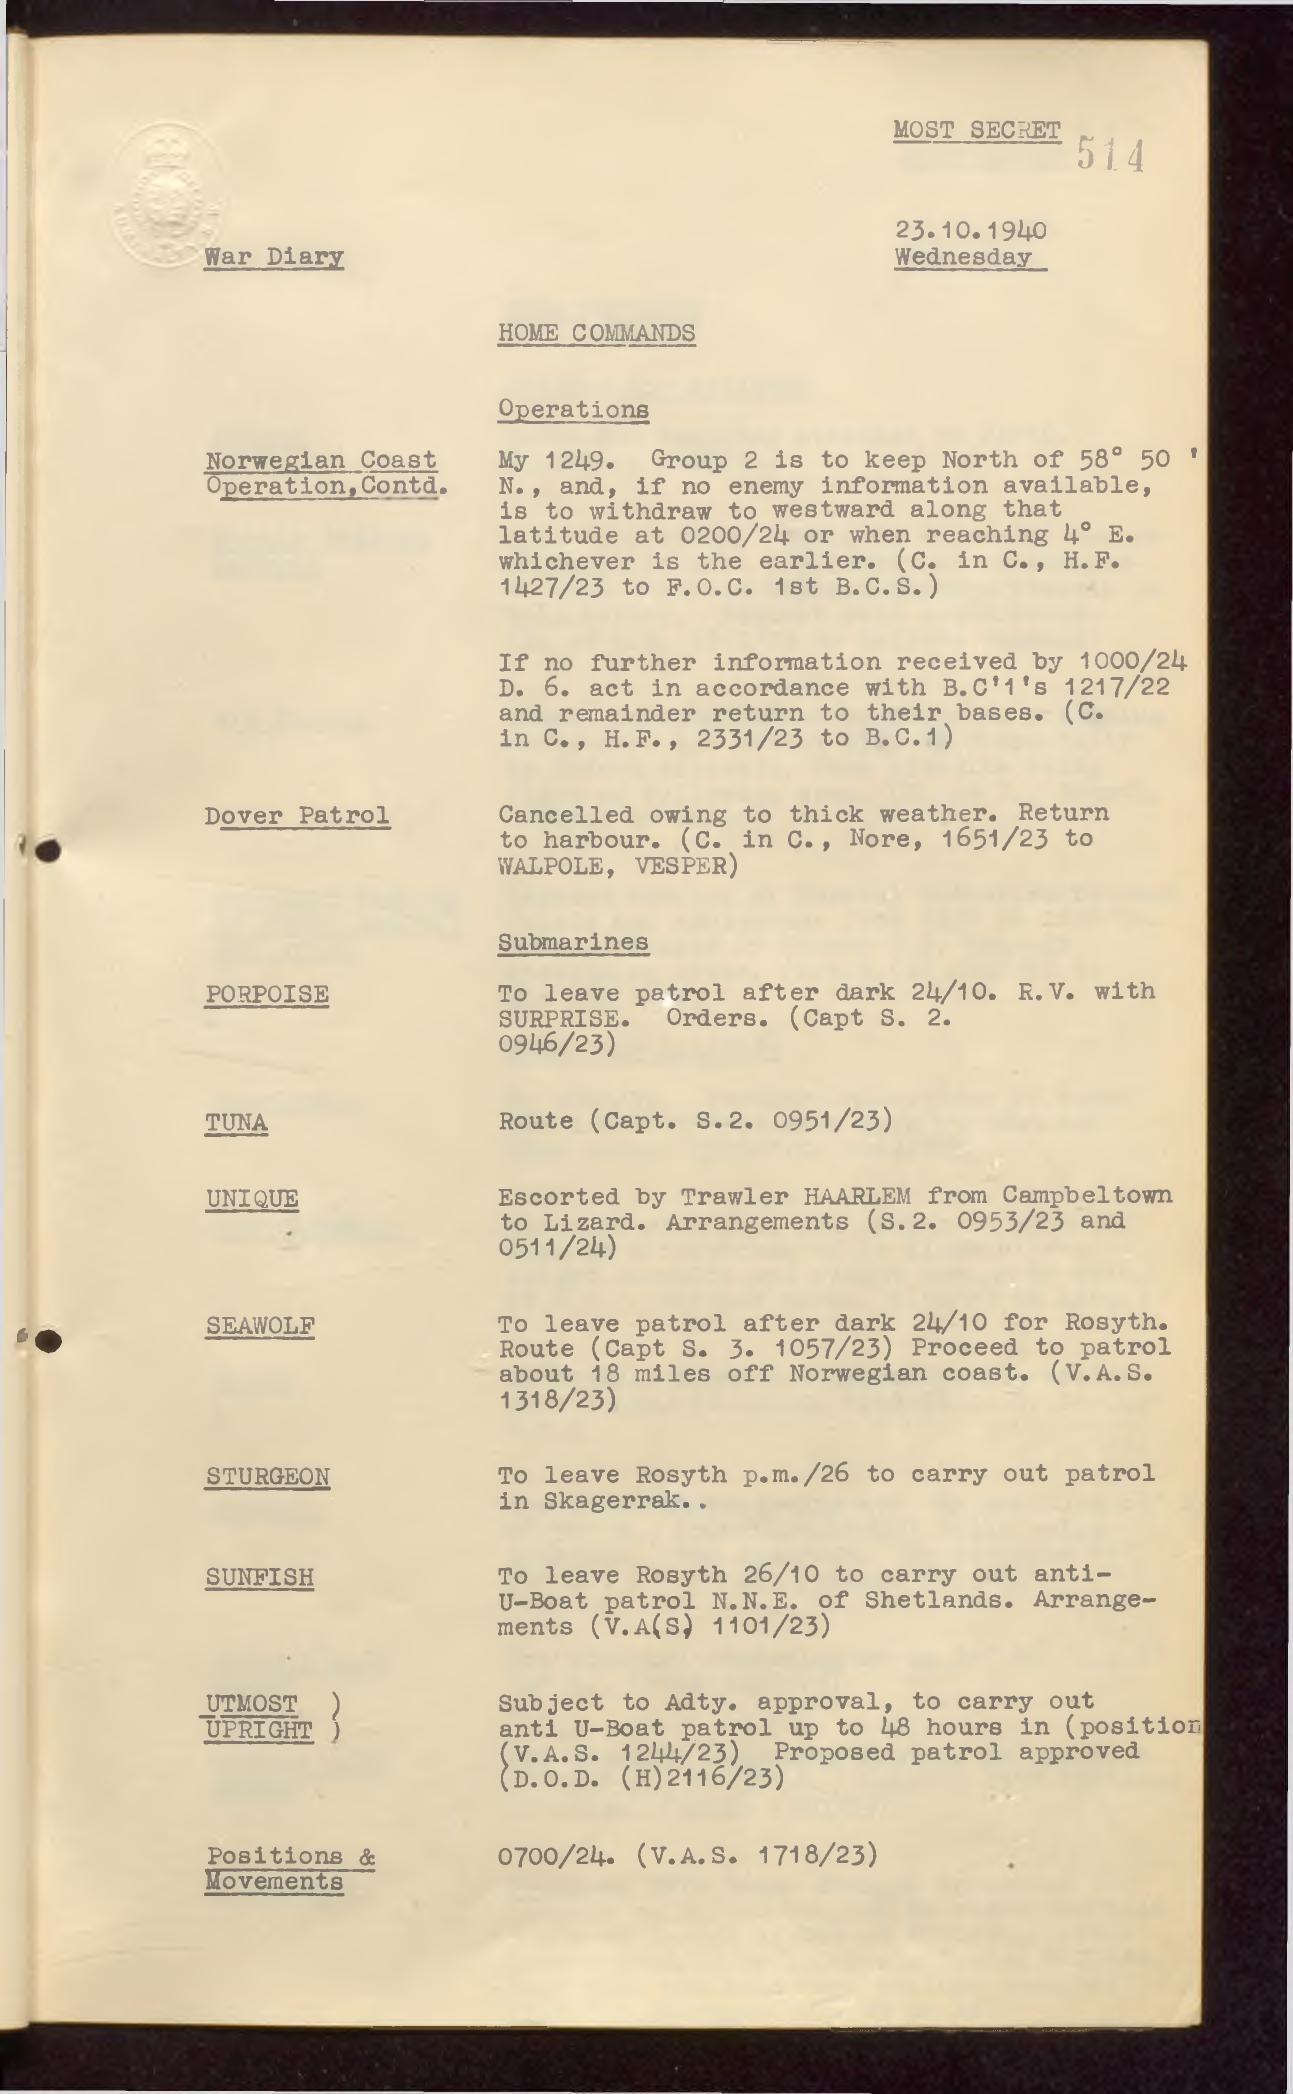 MOST SECRET
514
23.10.1940
War Diary
Wednesday
HOME COMMANDS
Operations
Norwegian Coast
Operation,Contd.
My 1249. Group 2 is to keep North of 58° 50 '
N., and, if no enemy information available,
is to withdraw to westward along that
latitude at 0200/24 or when reaching 4° E.
whichever is the earlier. (C. in C., H.F.
1427/23 to F.O.C. 1st B.C.S.)
If no further information received by 1000/24
D. 6. act in accordance with B.C'1's 1217/22
and remainder return to their bases. (C.
in C., H.F., 2331/23 to B.C.1)
Dover Patrol
Cancelled owing to thick weather. Return
to harbour. (C. in C., Nore, 1651/23 to
WALPOLE, VESPER)
Submarines
PORPOISE
To leave patrol after dark 24/10. R.V. with
SURPRISE. Orders. (Capt S. 2.
0946/23)
TUNA
Route (Capt. S.2. 0951/23)
UNIQUE
Escorted by Trawler HAARLEM from Campbeltown
to Lizard. Arrangements (S.2. 0953/23 and
0511/24)
SEAWOLF
To leave patrol after dark 24/10 for Rosyth.
Route (Capt S. 3. 1057/23) Proceed to patrol
about 18 miles off Norwegian coast. (V.A.S.
1318/23)
STURGEON
To leave Rosyth p.m./26 to carry out patrol
in Skagerrak..
SUNFISH
To leave Rosyth 26/10 to carry out anti-
U-Boat patrol N.N.E. of Shetlands. Arrange-
ments (V.A(S) 1101/23)
UTMOST )
UPRIGHT )
Subject to Adty. approval, to carry out
anti U-Boat patrol up to 48 hours in (position
(V.A.S. 1244/23) Proposed patrol approved
(D.O.D. (H)2116/23)
Positions &
Movements
0700/24. (V.A.S. 1718/23)